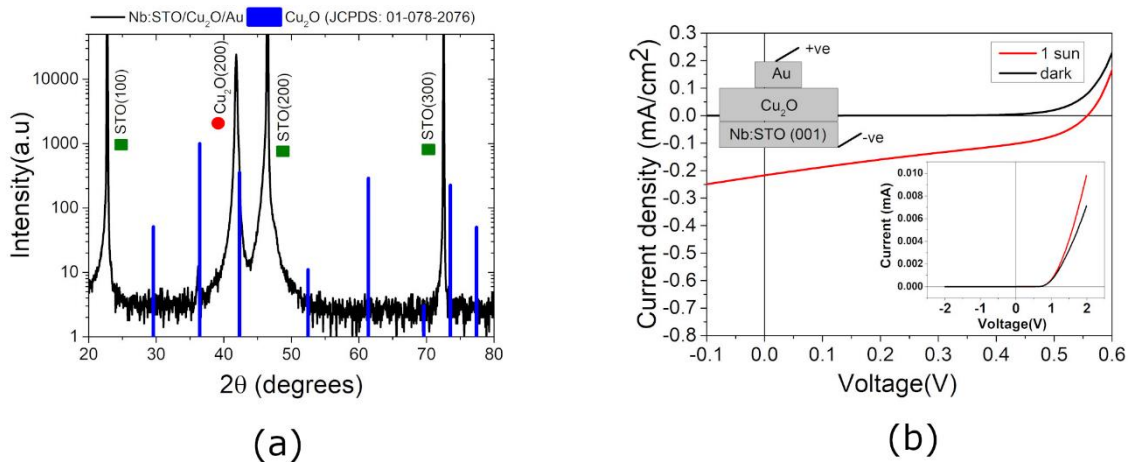 Nb:STO/Cu₂O/Au Cu₂O (JCPDS: 01-078-2076)
Intensity(a.u)
10000
1000
100
10
1
STO(100)
Cu₂O(200)
STO(200)
STO(300)
20 30 40 50 60 70 80
2θ (degrees)
(a)
Current density (mA/cm²)
0.3
0.2
0.1
0.0
-0.1
-0.2
-0.3
-0.4
-0.5
-0.6
-0.7
-0.8
+ve
Au
Cu₂O
Nb:STO (001)
-ve
1 sun
dark
Current (mA)
0.010
0.008
0.006
0.004
0.002
0.000
-2 -1 0 1 2
Voltage(V)
-0.1 0.0 0.1 0.2 0.3 0.4 0.5 0.6
Voltage(V)
(b)